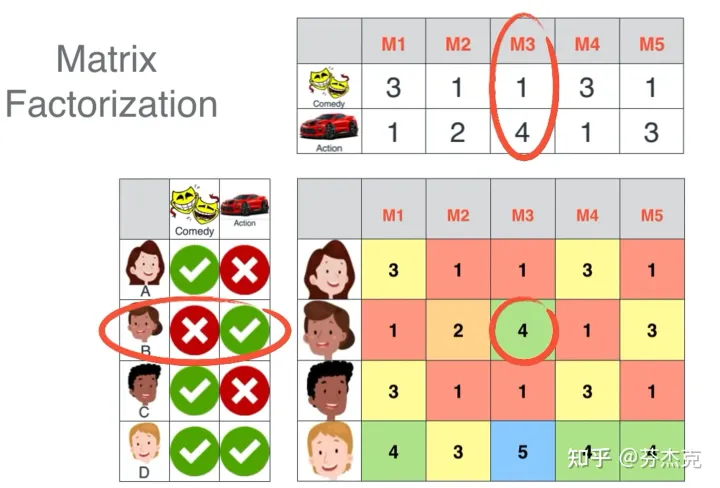 Matrix
Factorization
M1 M2 M3 M4 M5
Comedy 3 1 1 3 1
Action 1 2 4 1 3
Comedy Action
M1 M2 M3 M4 M5
A 3 1 1 3 1
B 1 2 4 1 3
C 3 1 1 3 1
D 4 3 5 4 4
知乎 @芬杰克